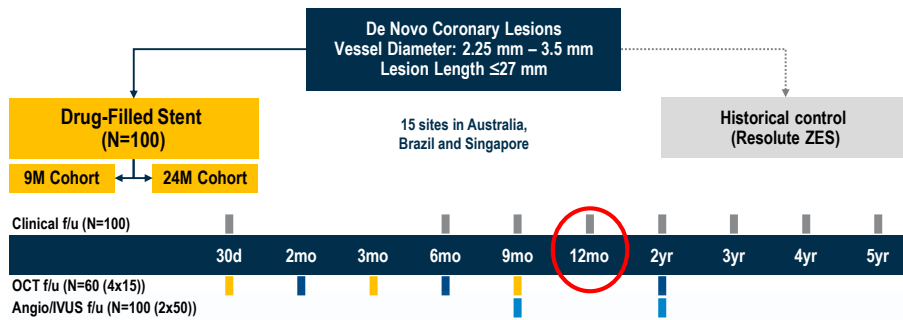 De Novo Coronary Lesions
Vessel Diameter: 2.25 mm – 3.5 mm
Lesion Length ≤27 mm
Drug-Filled Stent
(N=100)
15 sites in Australia,
Brazil and Singapore
Historical control
(Resolute ZES)
9M Cohort
24M Cohort
Clinical f/u (N=100)
30d 2mo 3mo 6mo 9mo 12mo 2yr 3yr 4yr 5yr
OCT f/u (N=60 (4x15))
Angio/IVUS f/u (N=100 (2x50))